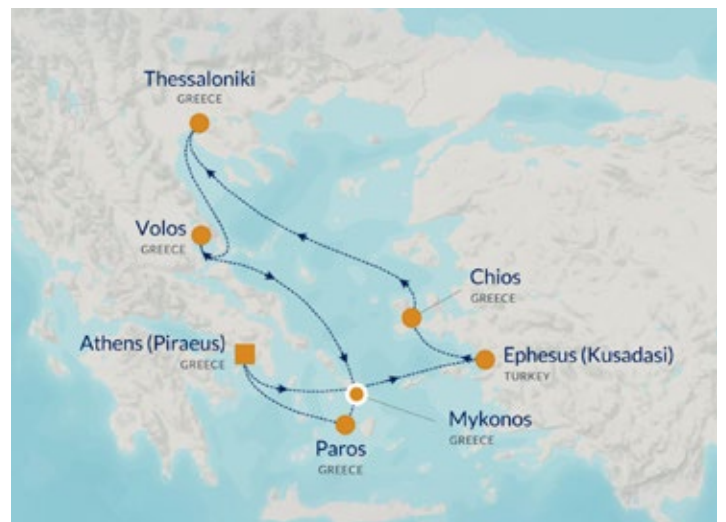 Thessaloniki
GREECE
Volos
GREECE
Chios
GREECE
Athens (Piraeus)
GREECE
Ephesus (Kusadasi)
TURKEY
Mykonos
GREECE
Paros
GREECE